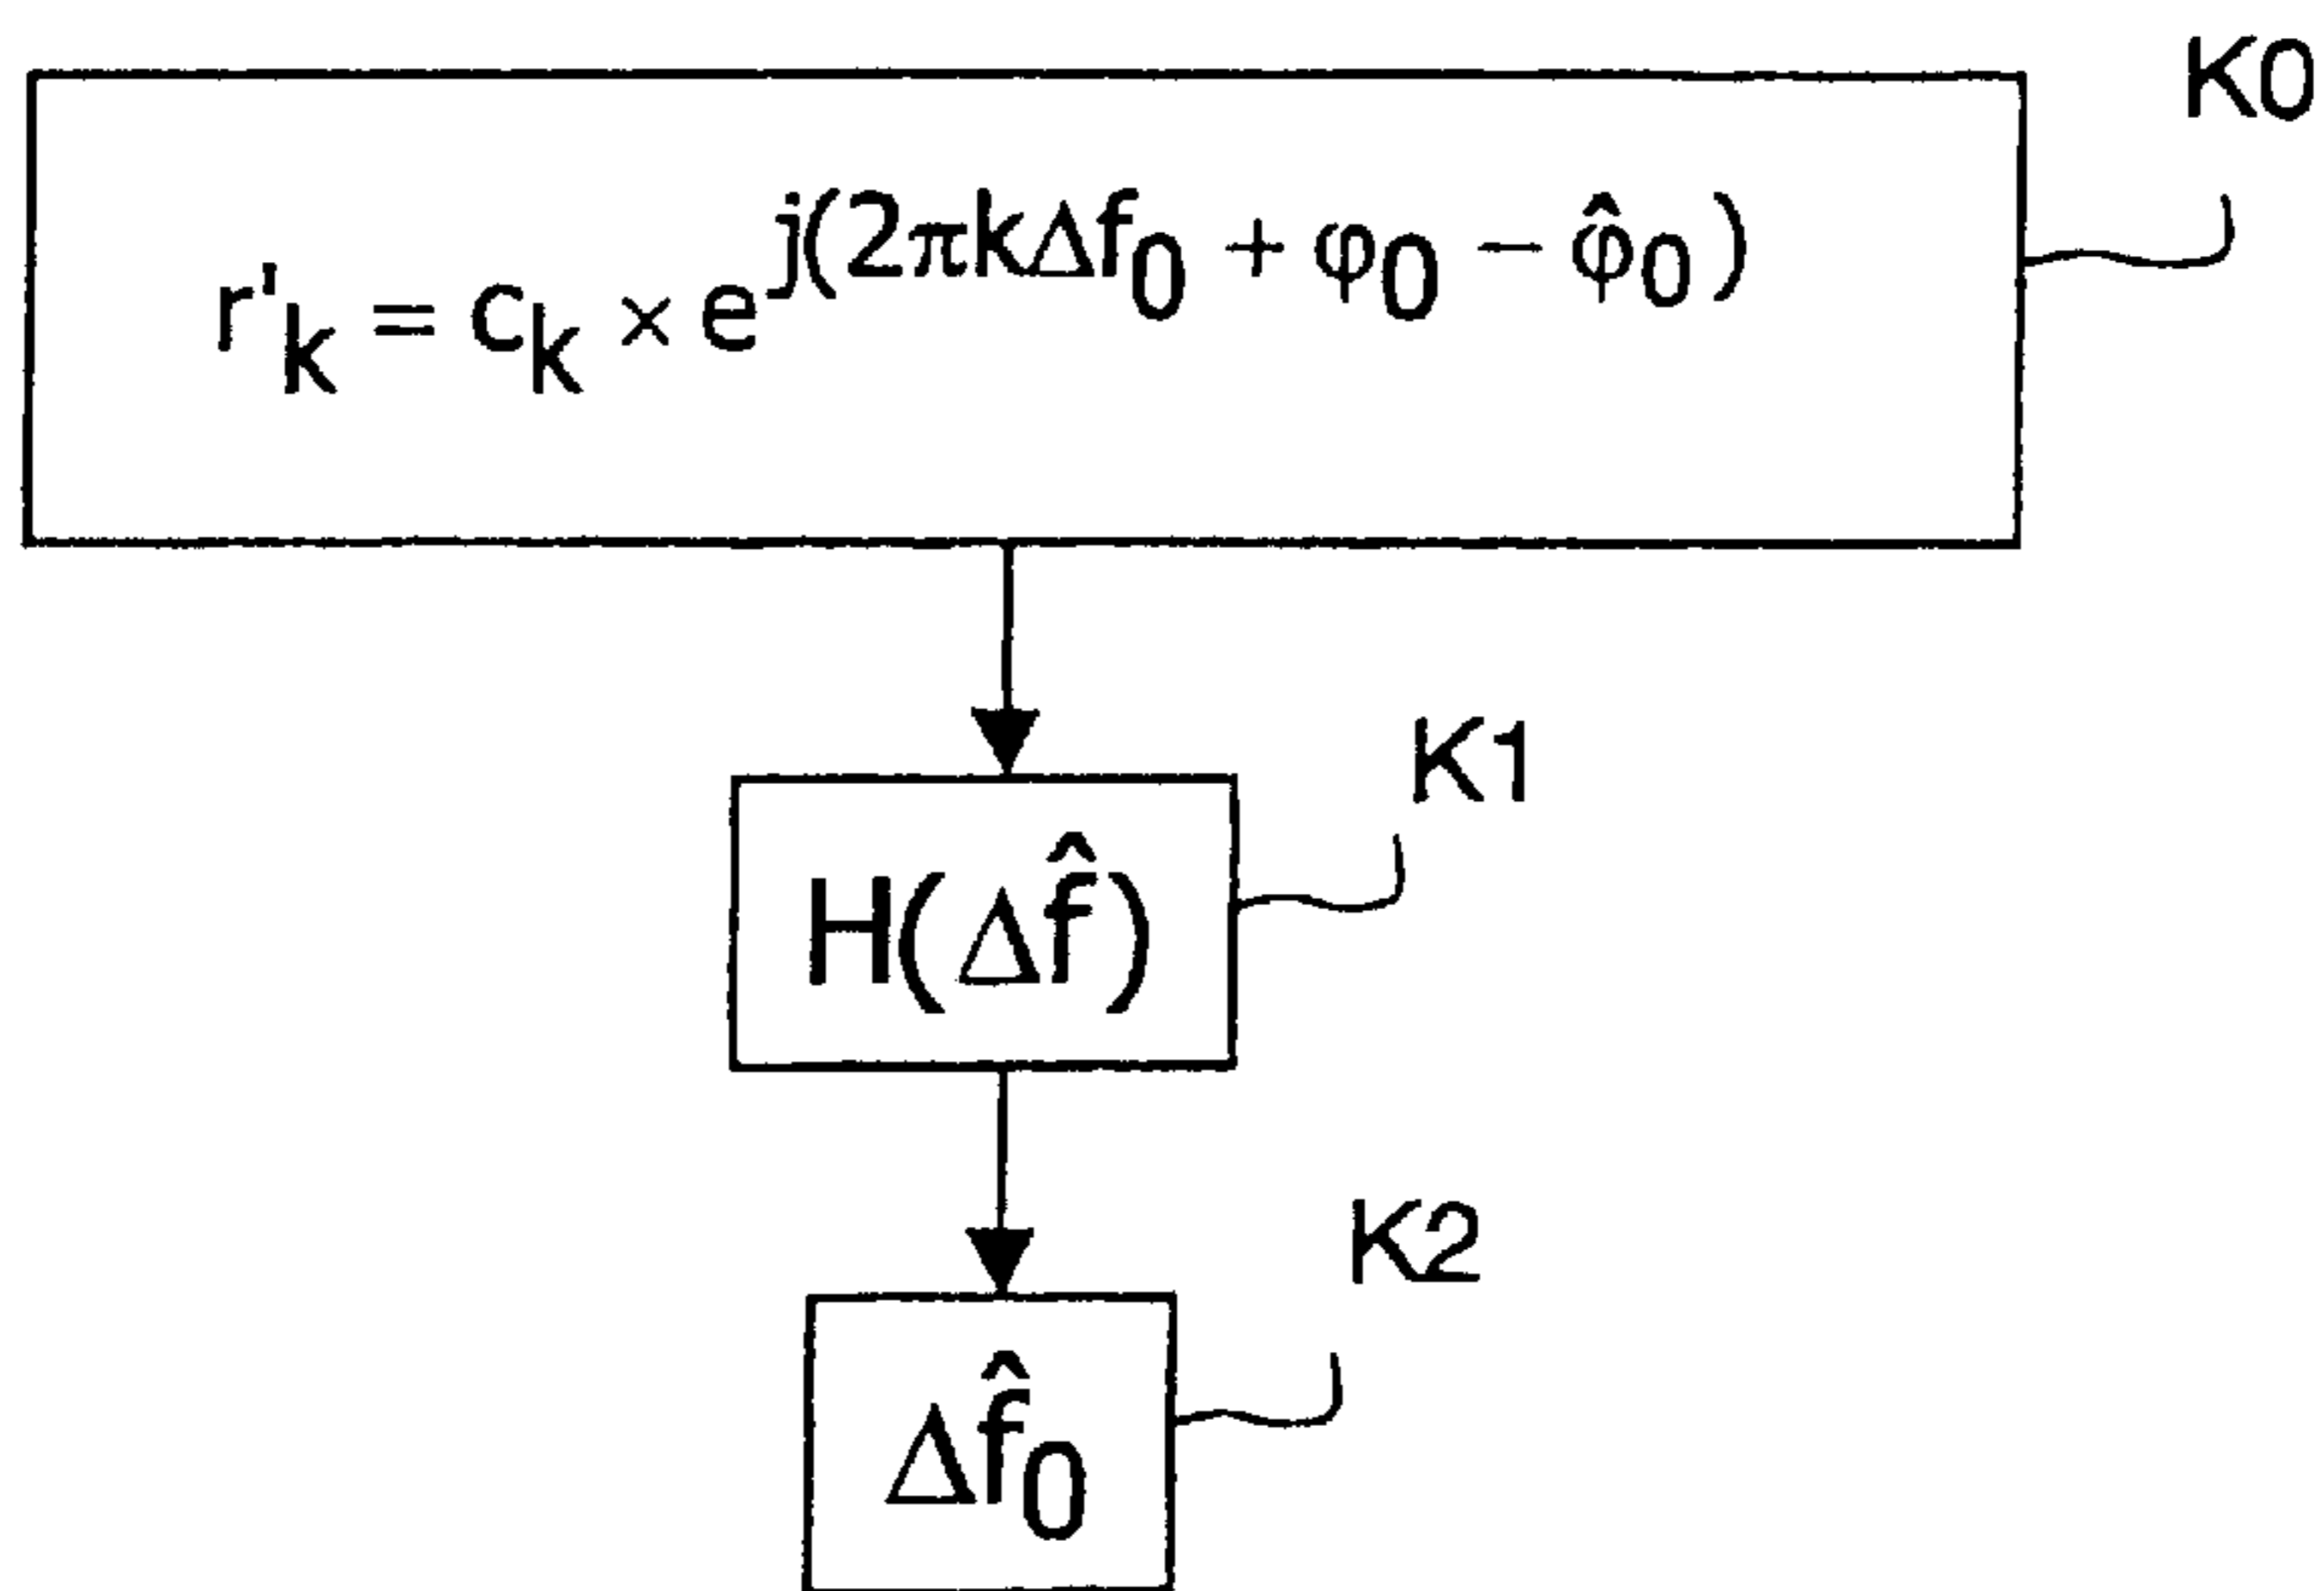 K0
r'k = ck × e^j(2πkΔf0 + φ0 − φ̂0)
K1
H(Δf̂)
K2
Δf̂0